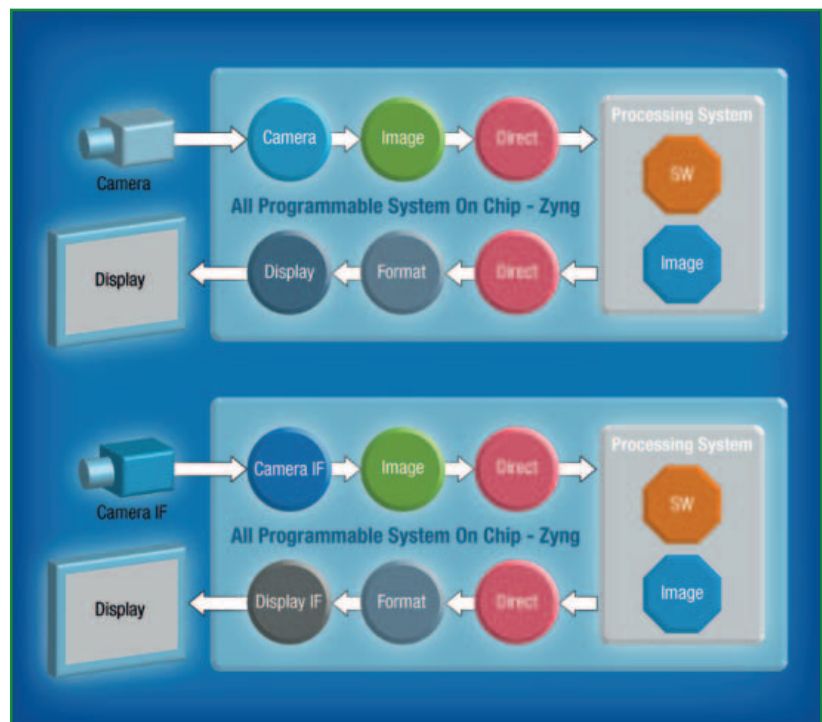 Processing System
Camera
Image
Direct
SW
Camera
All Programmable System On Chip - Zyng
Display
Display
Format
Direct
Image
Processing System
Camera IF
Image
Direct
SW
Camera IF
All Programmable System On Chip - Zyng
Display
Display IF
Format
Direct
Image